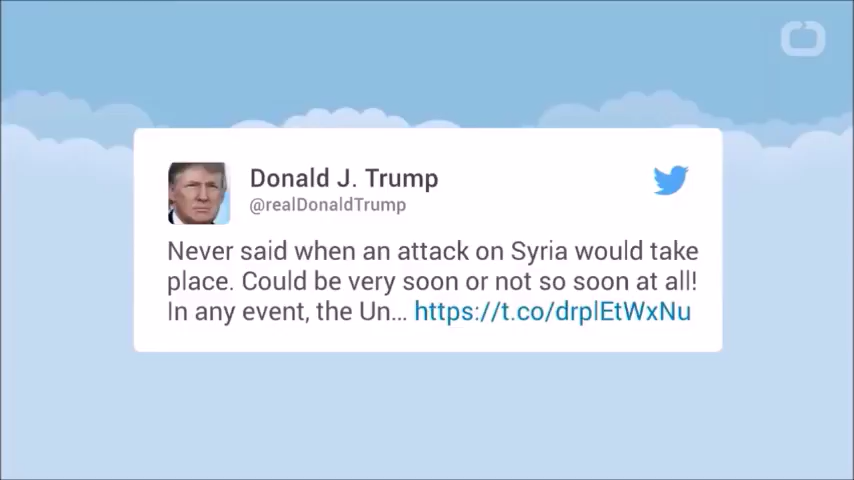 Donald J. Trump
@realDonaldTrump
Never said when an attack on Syria would take
place. Could be very soon or not so soon at all!
In any event, the Un... https://t.co/drplEtWxNu